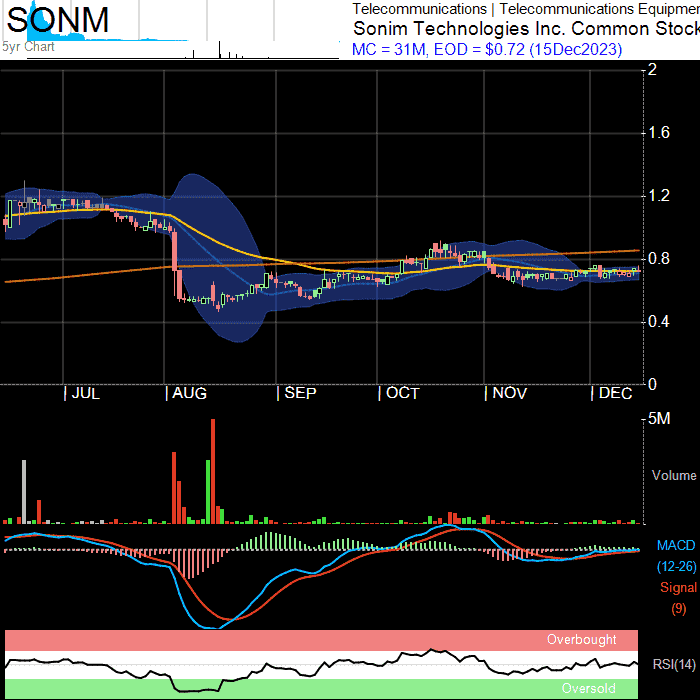 SONM
5yr Chart
Telecommunications | Telecommunications Equipmen
Sonim Technologies Inc. Common Stock
MC = 31M, EOD = $0.72 (15Dec2023)
2
1.6
1.2
0.8
0.4
0
JUL AUG SEP OCT NOV DEC
5M
Volume
MACD
(12-26)
Signal
(9)
Overbought
RSI(14)
Oversold